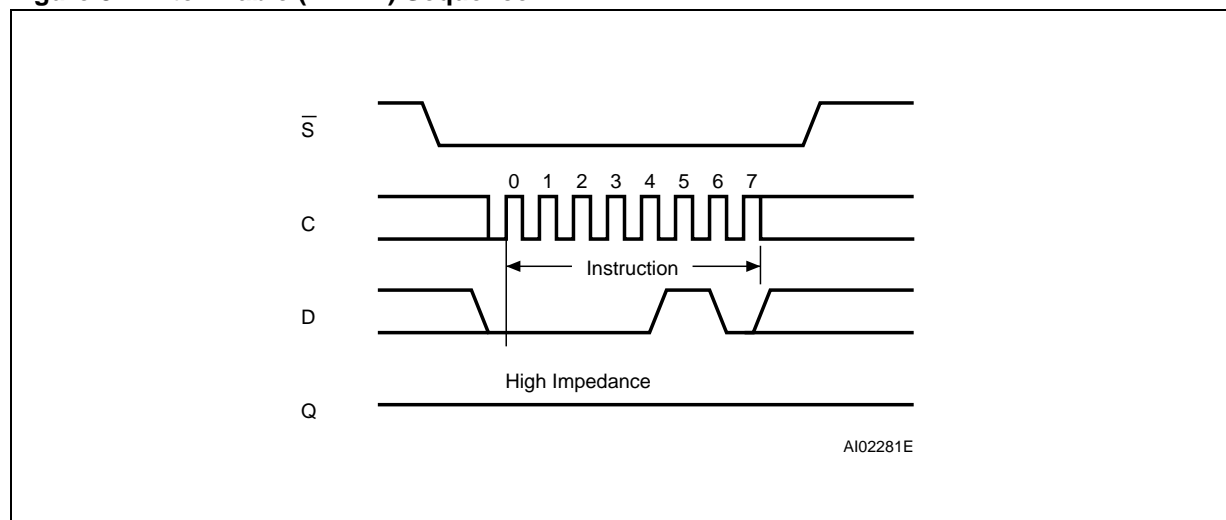 S̅
0 1 2 3 4 5 6 7
C
Instruction
D
High Impedance
Q
AI02281E